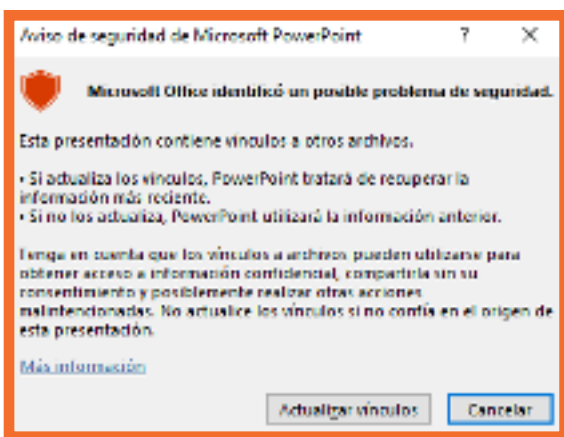 Aviso de seguridad de Microsoft PowerPoint ? ×
Microsoft Office identificó un posible problema de seguridad.
Esta presentación contiene vínculos a otros archivos.
• Si actualiza los vínculos, PowerPoint tratará de recuperar la
información más reciente.
• Si no los actualiza, PowerPoint utilizará la información anterior.
Tenga en cuenta que los vínculos a archivos pueden utilizarse para
obtener acceso a información confidencial, compartirla sin su
consentimiento y posiblemente realizar otras acciones
malintencionadas. No actualice los vínculos si no confía en el origen de
esta presentación.
Más información
Actualizar vínculos Cancelar